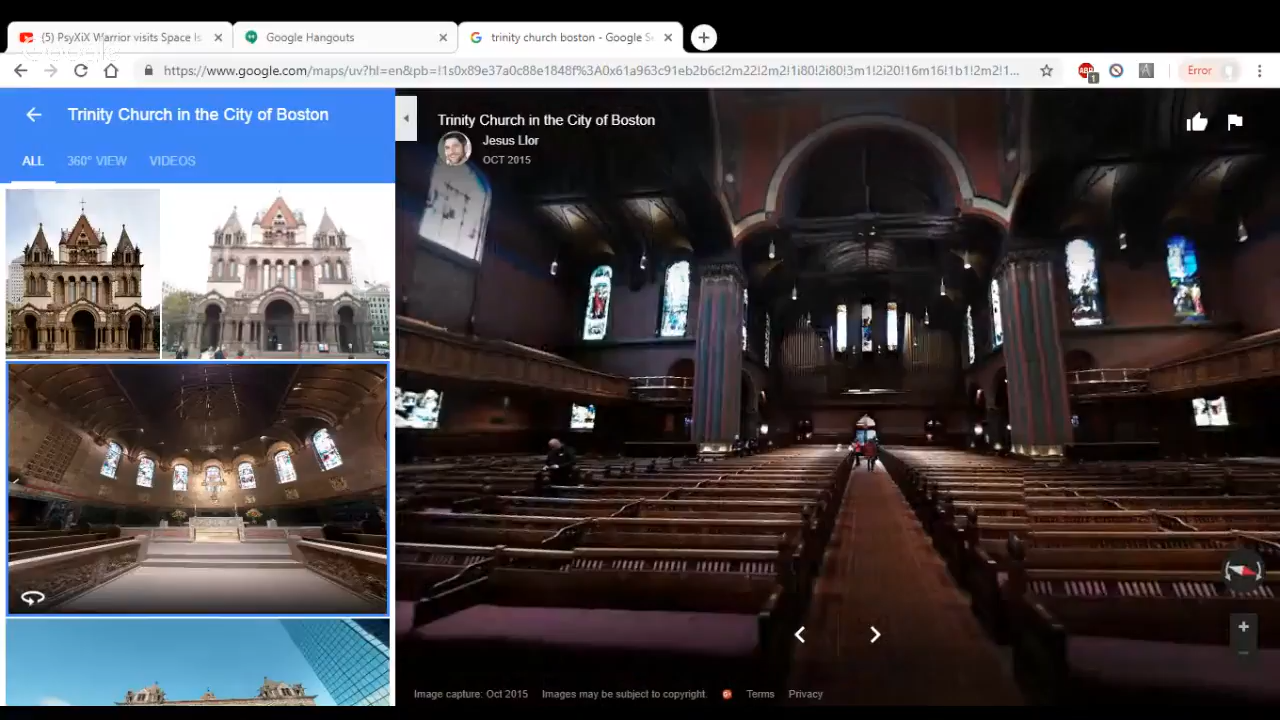 (5) PsyXiX Warrior visits Space Is
Google Hangouts
trinity church boston - Google Se
https://www.google.com/maps/uv?hl=en&pb=!1s0x89e37a0c88e1848f%3A0x61a963c91eb2b6c!2m22!2m2!1i80!2i80!3m1!2i20!16m16!1b1!2m2!1...
ABP
1
A
Error
Trinity Church in the City of Boston
ALL 360° VIEW VIDEOS
Trinity Church in the City of Boston
Jesus Llor
OCT 2015
Image capture: Oct 2015 Images may be subject to copyright. Terms Privacy